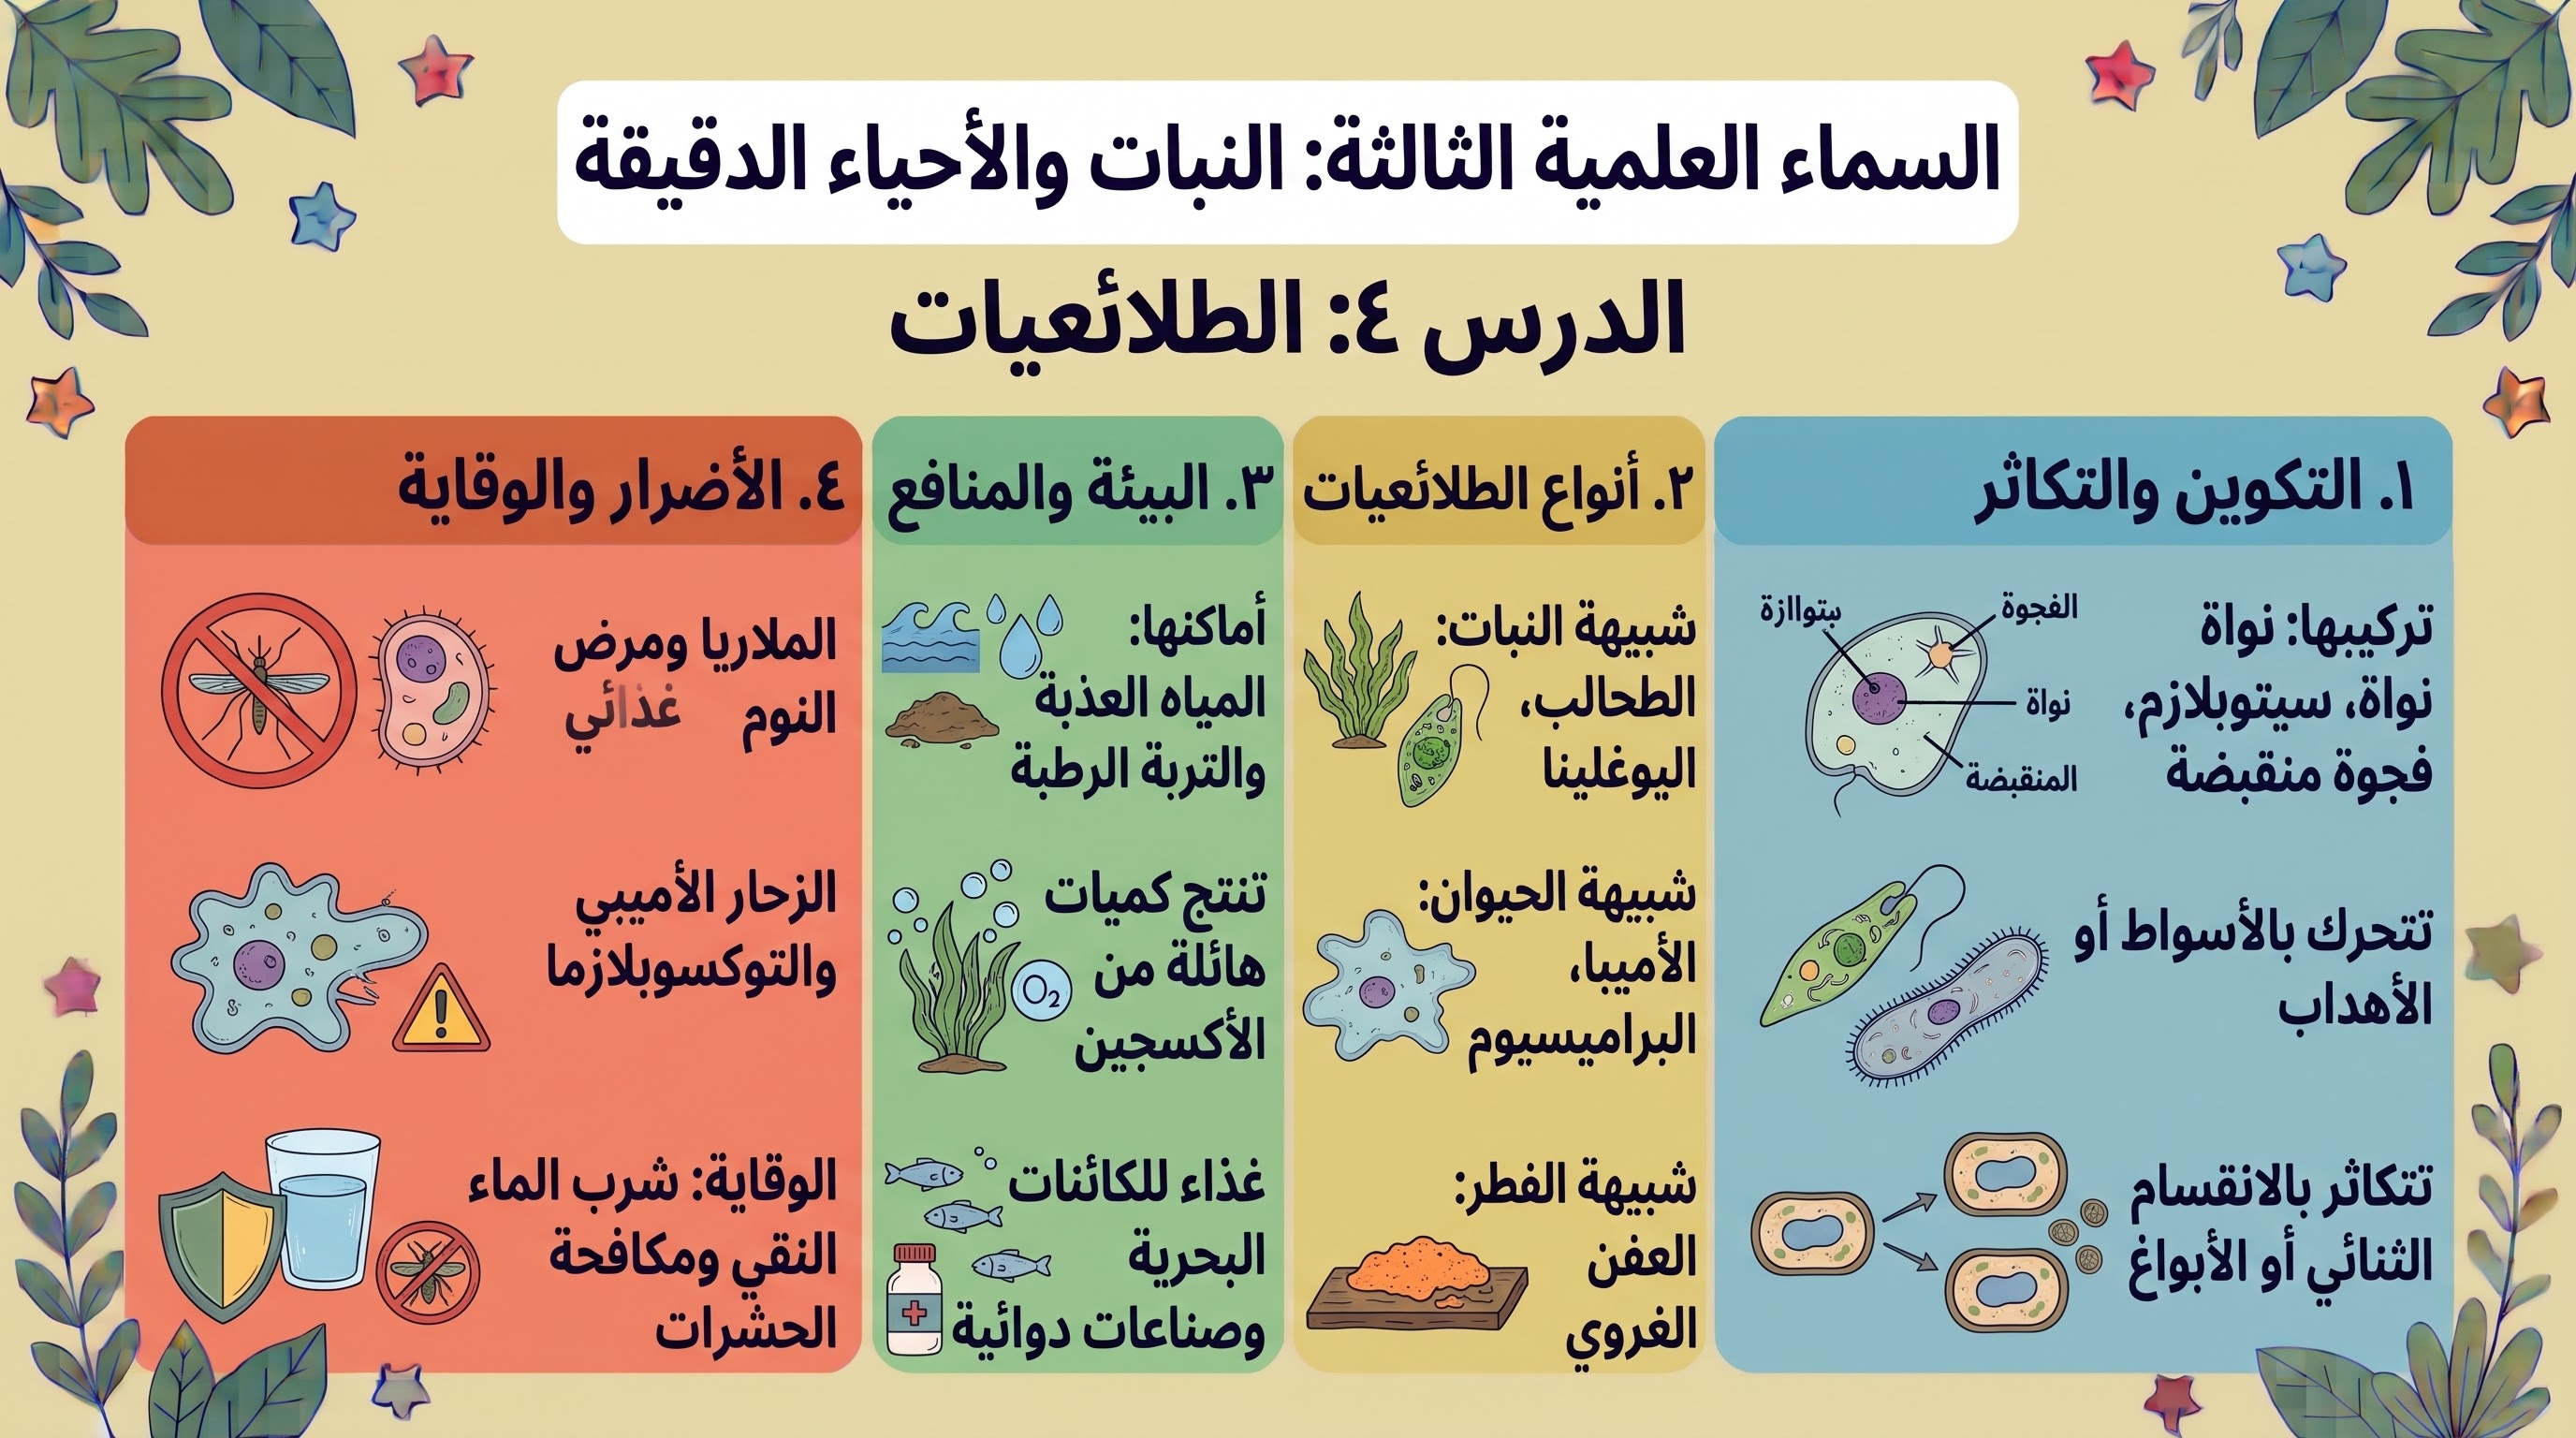 السماء العلمية الثالثة: النبات والأحياء الدقيقة
الدرس ٤: الطلائعيات
١. التكوين والتكاثر
تركيبها: نواة
نواة، سيتوبلازم،
فجوة منقبضة
الفجوة
نواة
المنقبضة
تتحرك بالأسواط أو
الأهداب
تتكاثر بالانقسام
الثنائي أو الأبواغ
٢. أنواع الطلائعيات
شبيهة النبات:
الطحالب،
اليوغلينا
شبيهة الحيوان:
الأميبا،
البراميسيوم
شبيهة الفطر:
العفن
الغروي
٣. البيئة والمنافع
أماكنها:
المياه العذبة
والتربة الرطبة
تنتج كميات
هائلة من
الأكسجين
O₂
غذاء للكائنات
البحرية
وصناعات دوائية
٤. الأضرار والوقاية
الملاريا ومرض
النوم غذائي
الزحار الأميبي
والتوكسوبلازما
الوقاية: شرب الماء
النقي ومكافحة
الحشرات